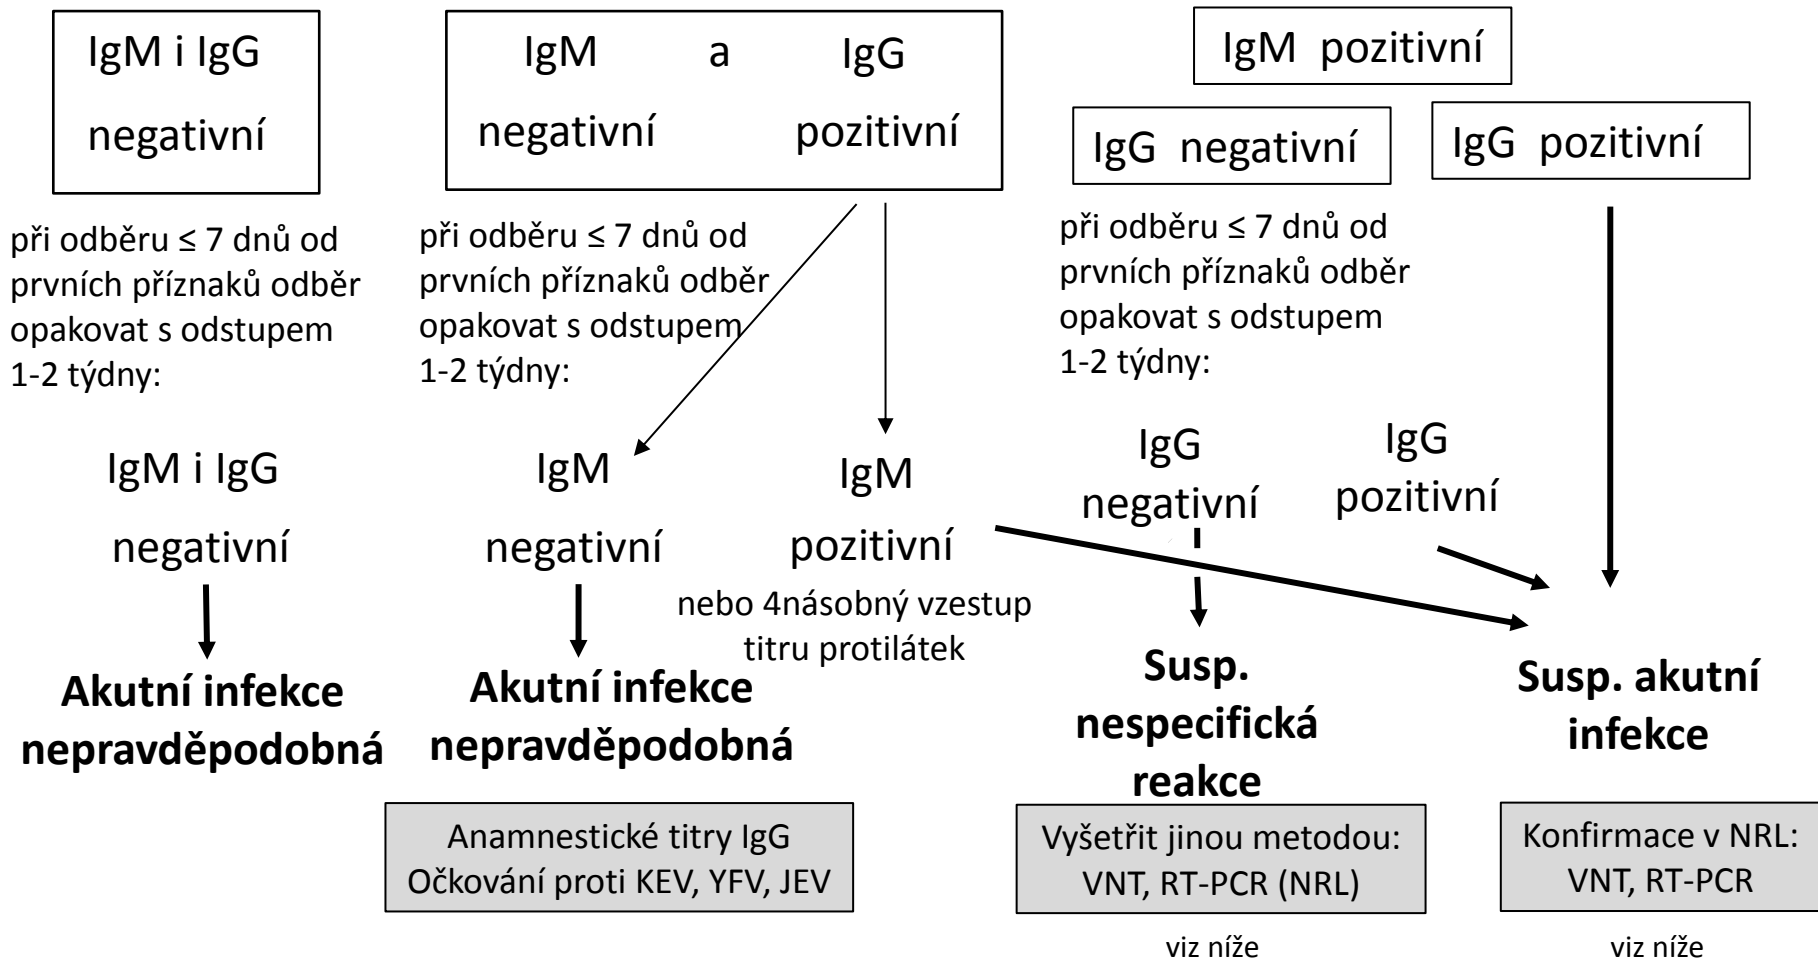 IgM i IgG
negativní
IgM a IgG
negativní pozitivní
IgM pozitivní
IgG negativní
IgG pozitivní
při odběru ≤ 7 dnů od
prvních příznaků odběr
opakovat s odstupem
1-2 týdny:
při odběru ≤ 7 dnů od
prvních příznaků odběr
opakovat s odstupem
1-2 týdny:
při odběru ≤ 7 dnů od
prvních příznaků odběr
opakovat s odstupem
1-2 týdny:
IgM i IgG
negativní
IgM
negativní
IgM
pozitivní
nebo 4násobný vzestup
titru protilátek
IgG
negativní
IgG
pozitivní
Akutní infekce
nepravděpodobná
Akutní infekce
nepravděpodobná
Susp.
nespecifická
reakce
Susp. akutní
infekce
Anamnestické titry IgG
Očkování proti KEV, YFV, JEV
Vyšetřit jinou metodou:
VNT, RT-PCR (NRL)
Konfirmace v NRL:
VNT, RT-PCR
viz níže
viz níže